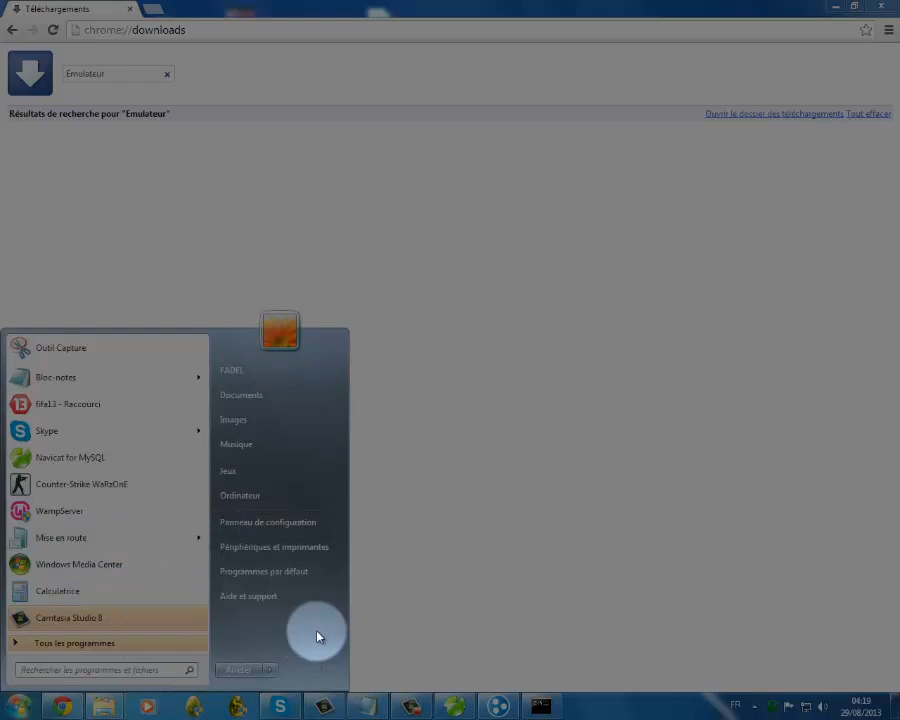 Téléchargements
chrome://downloads
Emulateur
Résultats de recherche pour "Emulateur"
Ouvrir le dossier des téléchargements
Tout effacer
Outil Capture
Bloc-notes
fifa13 - Raccourci
Skype
Navicat for MySQL
Counter-Strike WaRzOnE
WampServer
Mise en route
Windows Media Center
Calculatrice
Camtasia Studio 8
Tous les programmes
Rechercher les programmes et fichiers
FADEL
Documents
Images
Musique
Jeux
Ordinateur
Panneau de configuration
Périphériques et imprimantes
Programmes par défaut
Aide et support
Arrêter
FR
04:19
29/08/2013